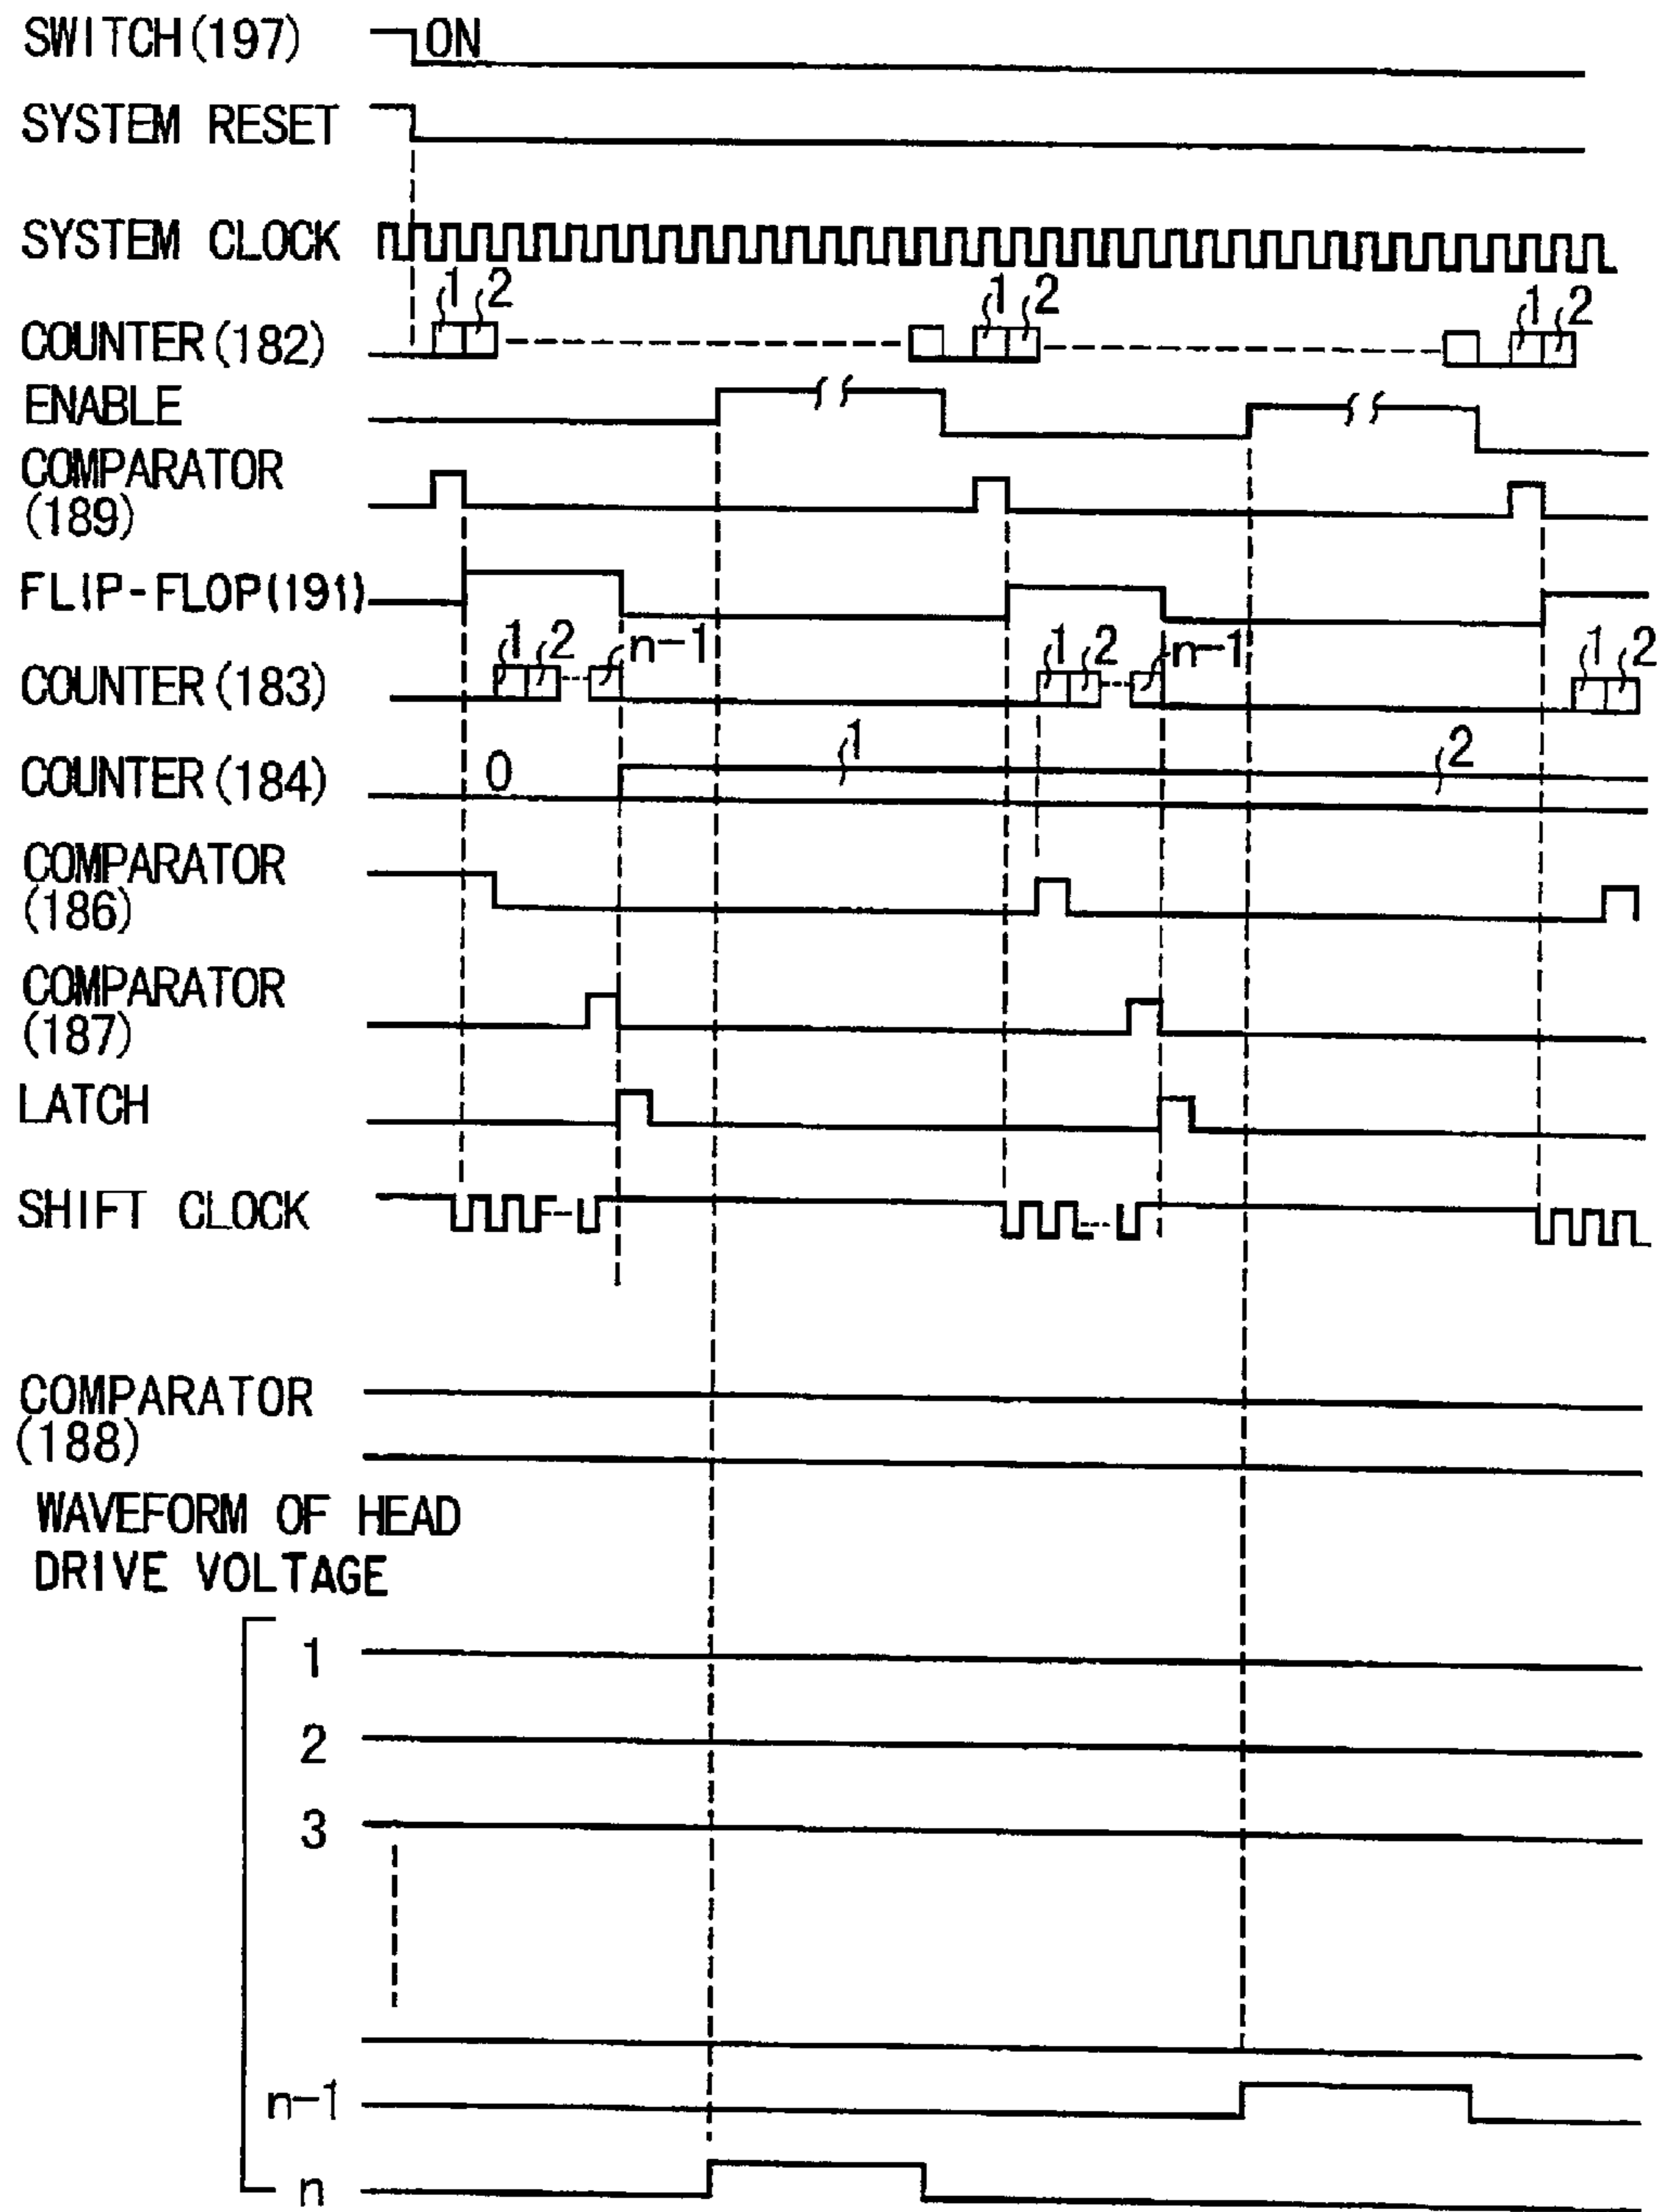 SWITCH(197) ON
SYSTEM RESET
SYSTEM CLOCK
1 2 1 2 1 2
COUNTER(182)
ENABLE
COMPARATOR
(189)
FLIP-FLOP(191)
1 2 n-1 1 2 n-1 1 2
COUNTER(183)
COUNTER(184) 0 1 2
COMPARATOR
(186)
COMPARATOR
(187)
LATCH
SHIFT CLOCK
COMPARATOR
(188)
WAVEFORM OF HEAD
DRIVE VOLTAGE
1
2
3
n-1
n